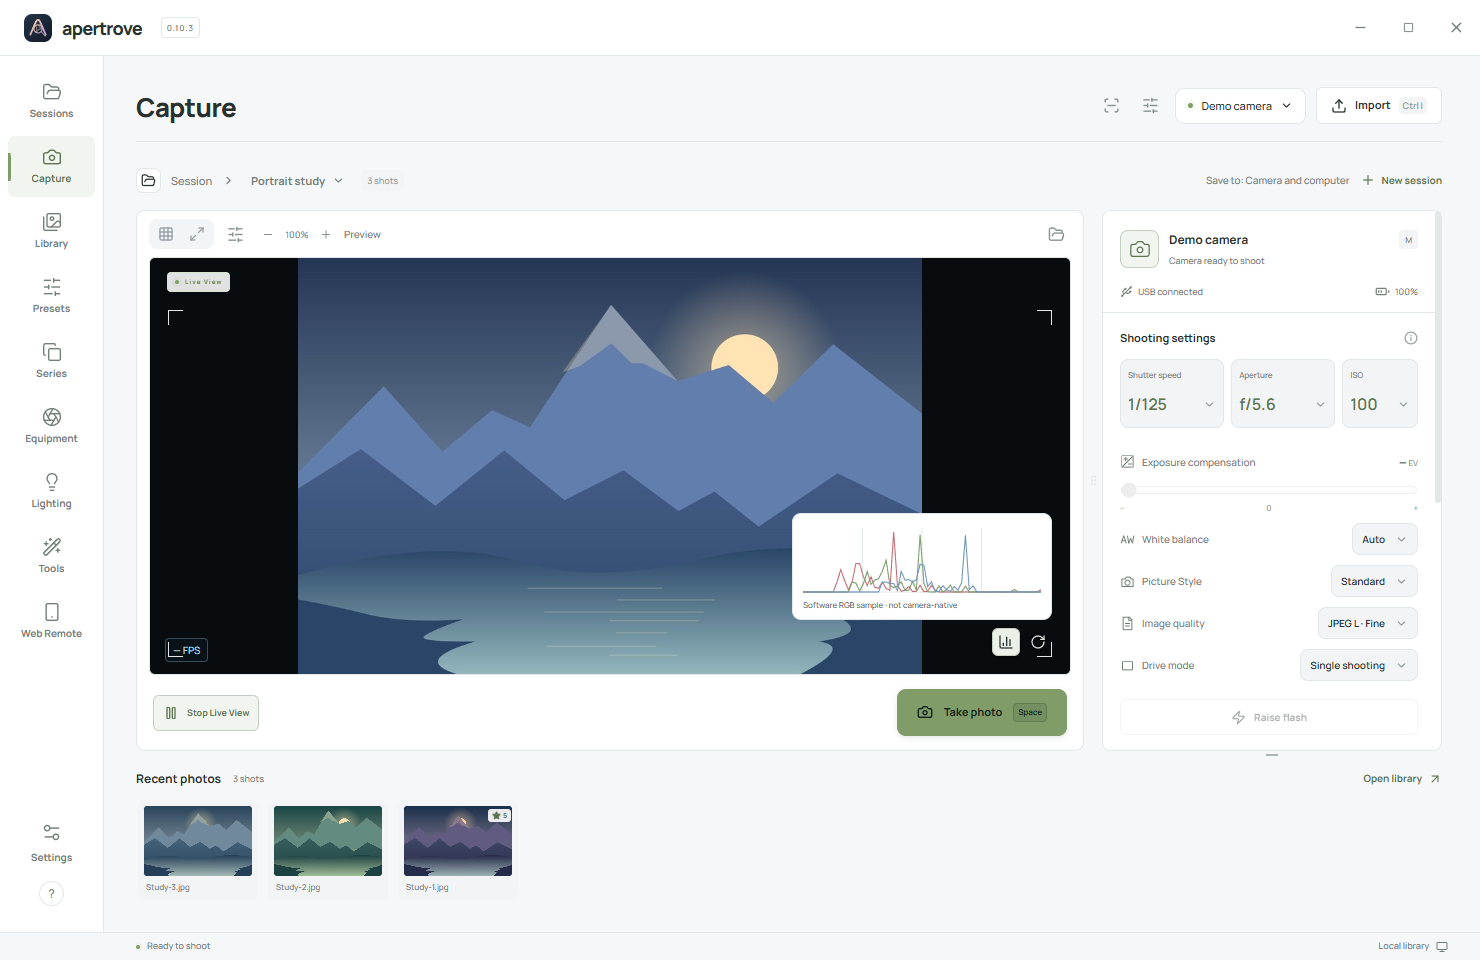 apertrove 0.10.3
Sessions
Capture
Library
Presets
Series
Equipment
Lighting
Tools
Web Remote
Settings
?
Capture
Demo camera
Import Ctrl I
Session
Portrait study
3 shots
Save to: Camera and computer
+ New session
− 100% + Preview
Live View
Software RGB sample · not camera-native
— FPS
Stop Live View
Take photo Space
Demo camera
M
Camera ready to shoot
USB connected
100%
Shooting settings
Shutter speed
1/125
Aperture
f/5.6
ISO
100
Exposure compensation
— EV
− 0 +
AW White balance
Auto
Picture Style
Standard
Image quality
JPEG L · Fine
Drive mode
Single shooting
Raise flash
Recent photos 3 shots
Open library
5
Study-3.jpg
Study-2.jpg
Study-1.jpg
Ready to shoot
Local library